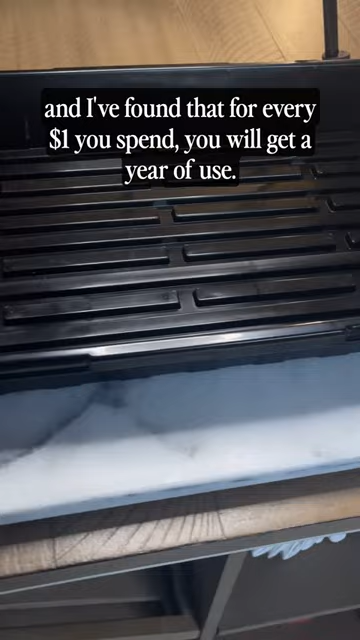 and I've found that for every
$1 you spend, you will get a
year of use.